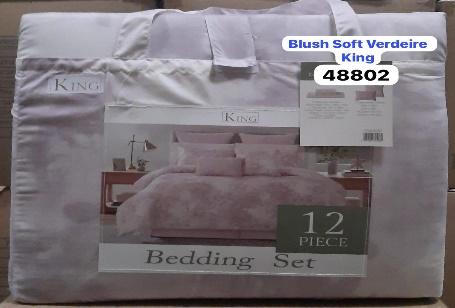 Blush Soft Verdeire
King
48802
KING
KING
12
PIECE
Bedding Set